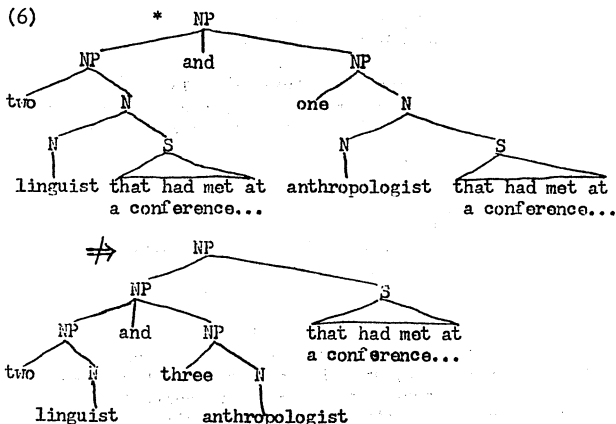 (6) * NP
NP and NP
two N one N
N S N S
linguist that had met at anthropologist that had met at
a conference... a conference...
⇏ NP
NP S
NP and NP that had met at
two N three N a conference...
linguist anthropologist